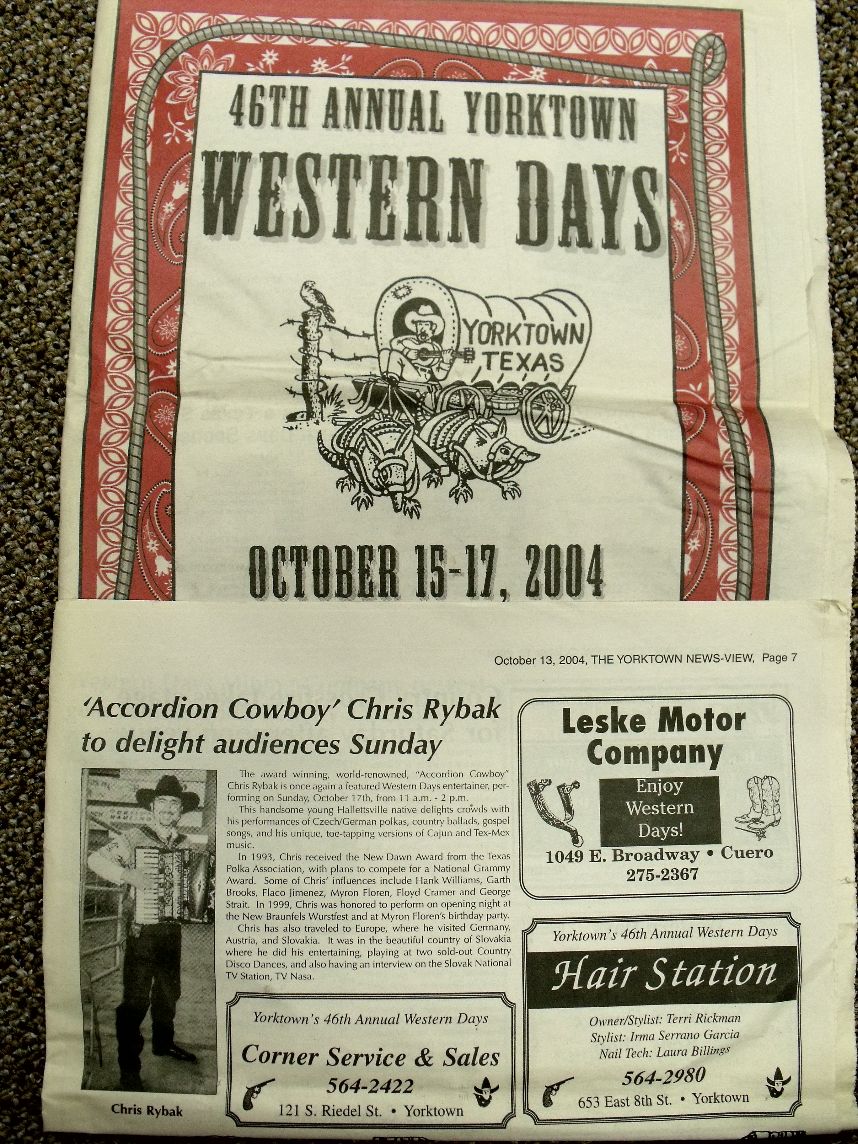 46TH ANNUAL YORKTOWN
WESTERN DAYS
YORKTOWN
TEXAS
OCTOBER 15-17, 2004
October 13, 2004, THE YORKTOWN NEWS-VIEW, Page 7
'Accordion Cowboy' Chris Rybak
to delight audiences Sunday
The award winning, world-renowned, "Accordion Cowboy"
Chris Rybak is once again a featured Western Days entertainer, per-
forming on Sunday, October 17th, from 11 a.m. - 2 p.m.
This handsome young Hallettsville native delights crowds with
his performances of Czech/German polkas, country ballads, gospel
songs, and his unique, toe-tapping versions of Cajun and Tex-Mex
music.
In 1993, Chris received the New Dawn Award from the Texas
Polka Association, with plans to compete for a National Grammy
Award. Some of Chris' influences include Hank Williams, Garth
Brooks, Flaco Jimenez, Myron Floren, Floyd Cramer and George
Strait. In 1999, Chris was honored to perform on opening night at
the New Braunfels Wurstfest and at Myron Floren's birthday party.
Chris has also traveled to Europe, where he visited Germany,
Austria, and Slovakia. It was in the beautiful country of Slovakia
where he did his entertaining, playing at two sold-out Country
Disco Dances, and also having an interview on the Slovak National
TV Station, TV Nasa.
Chris Rybak
Yorktown's 46th Annual Western Days
Corner Service & Sales
564-2422
121 S. Riedel St. • Yorktown
Leske Motor
Company
Enjoy
Western
Days!
1049 E. Broadway • Cuero
275-2367
Yorktown's 46th Annual Western Days
Hair Station
Owner/Stylist: Terri Rickman
Stylist: Irma Serrano Garcia
Nail Tech: Laura Billings
564-2980
653 East 8th St. • Yorktown